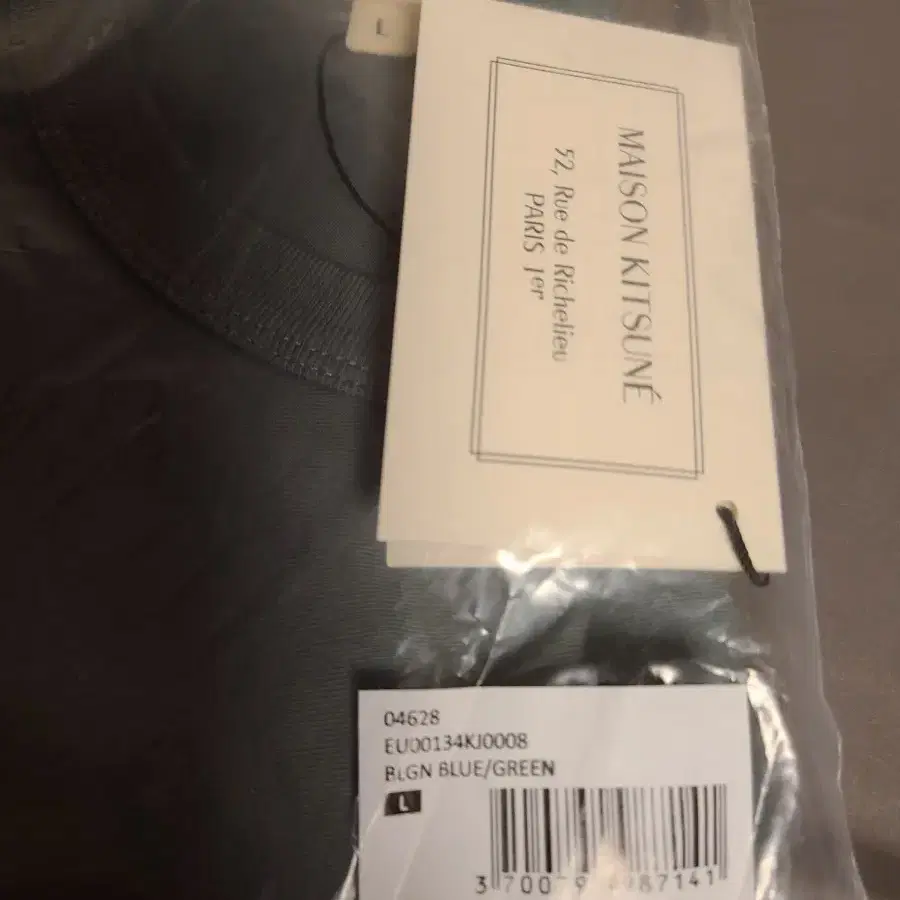 L
MAISON KITSUNÉ
52, Rue de Richelieu
PARIS 1er
04628
EU00134KJ0008
BLGN BLUE/GREEN
L